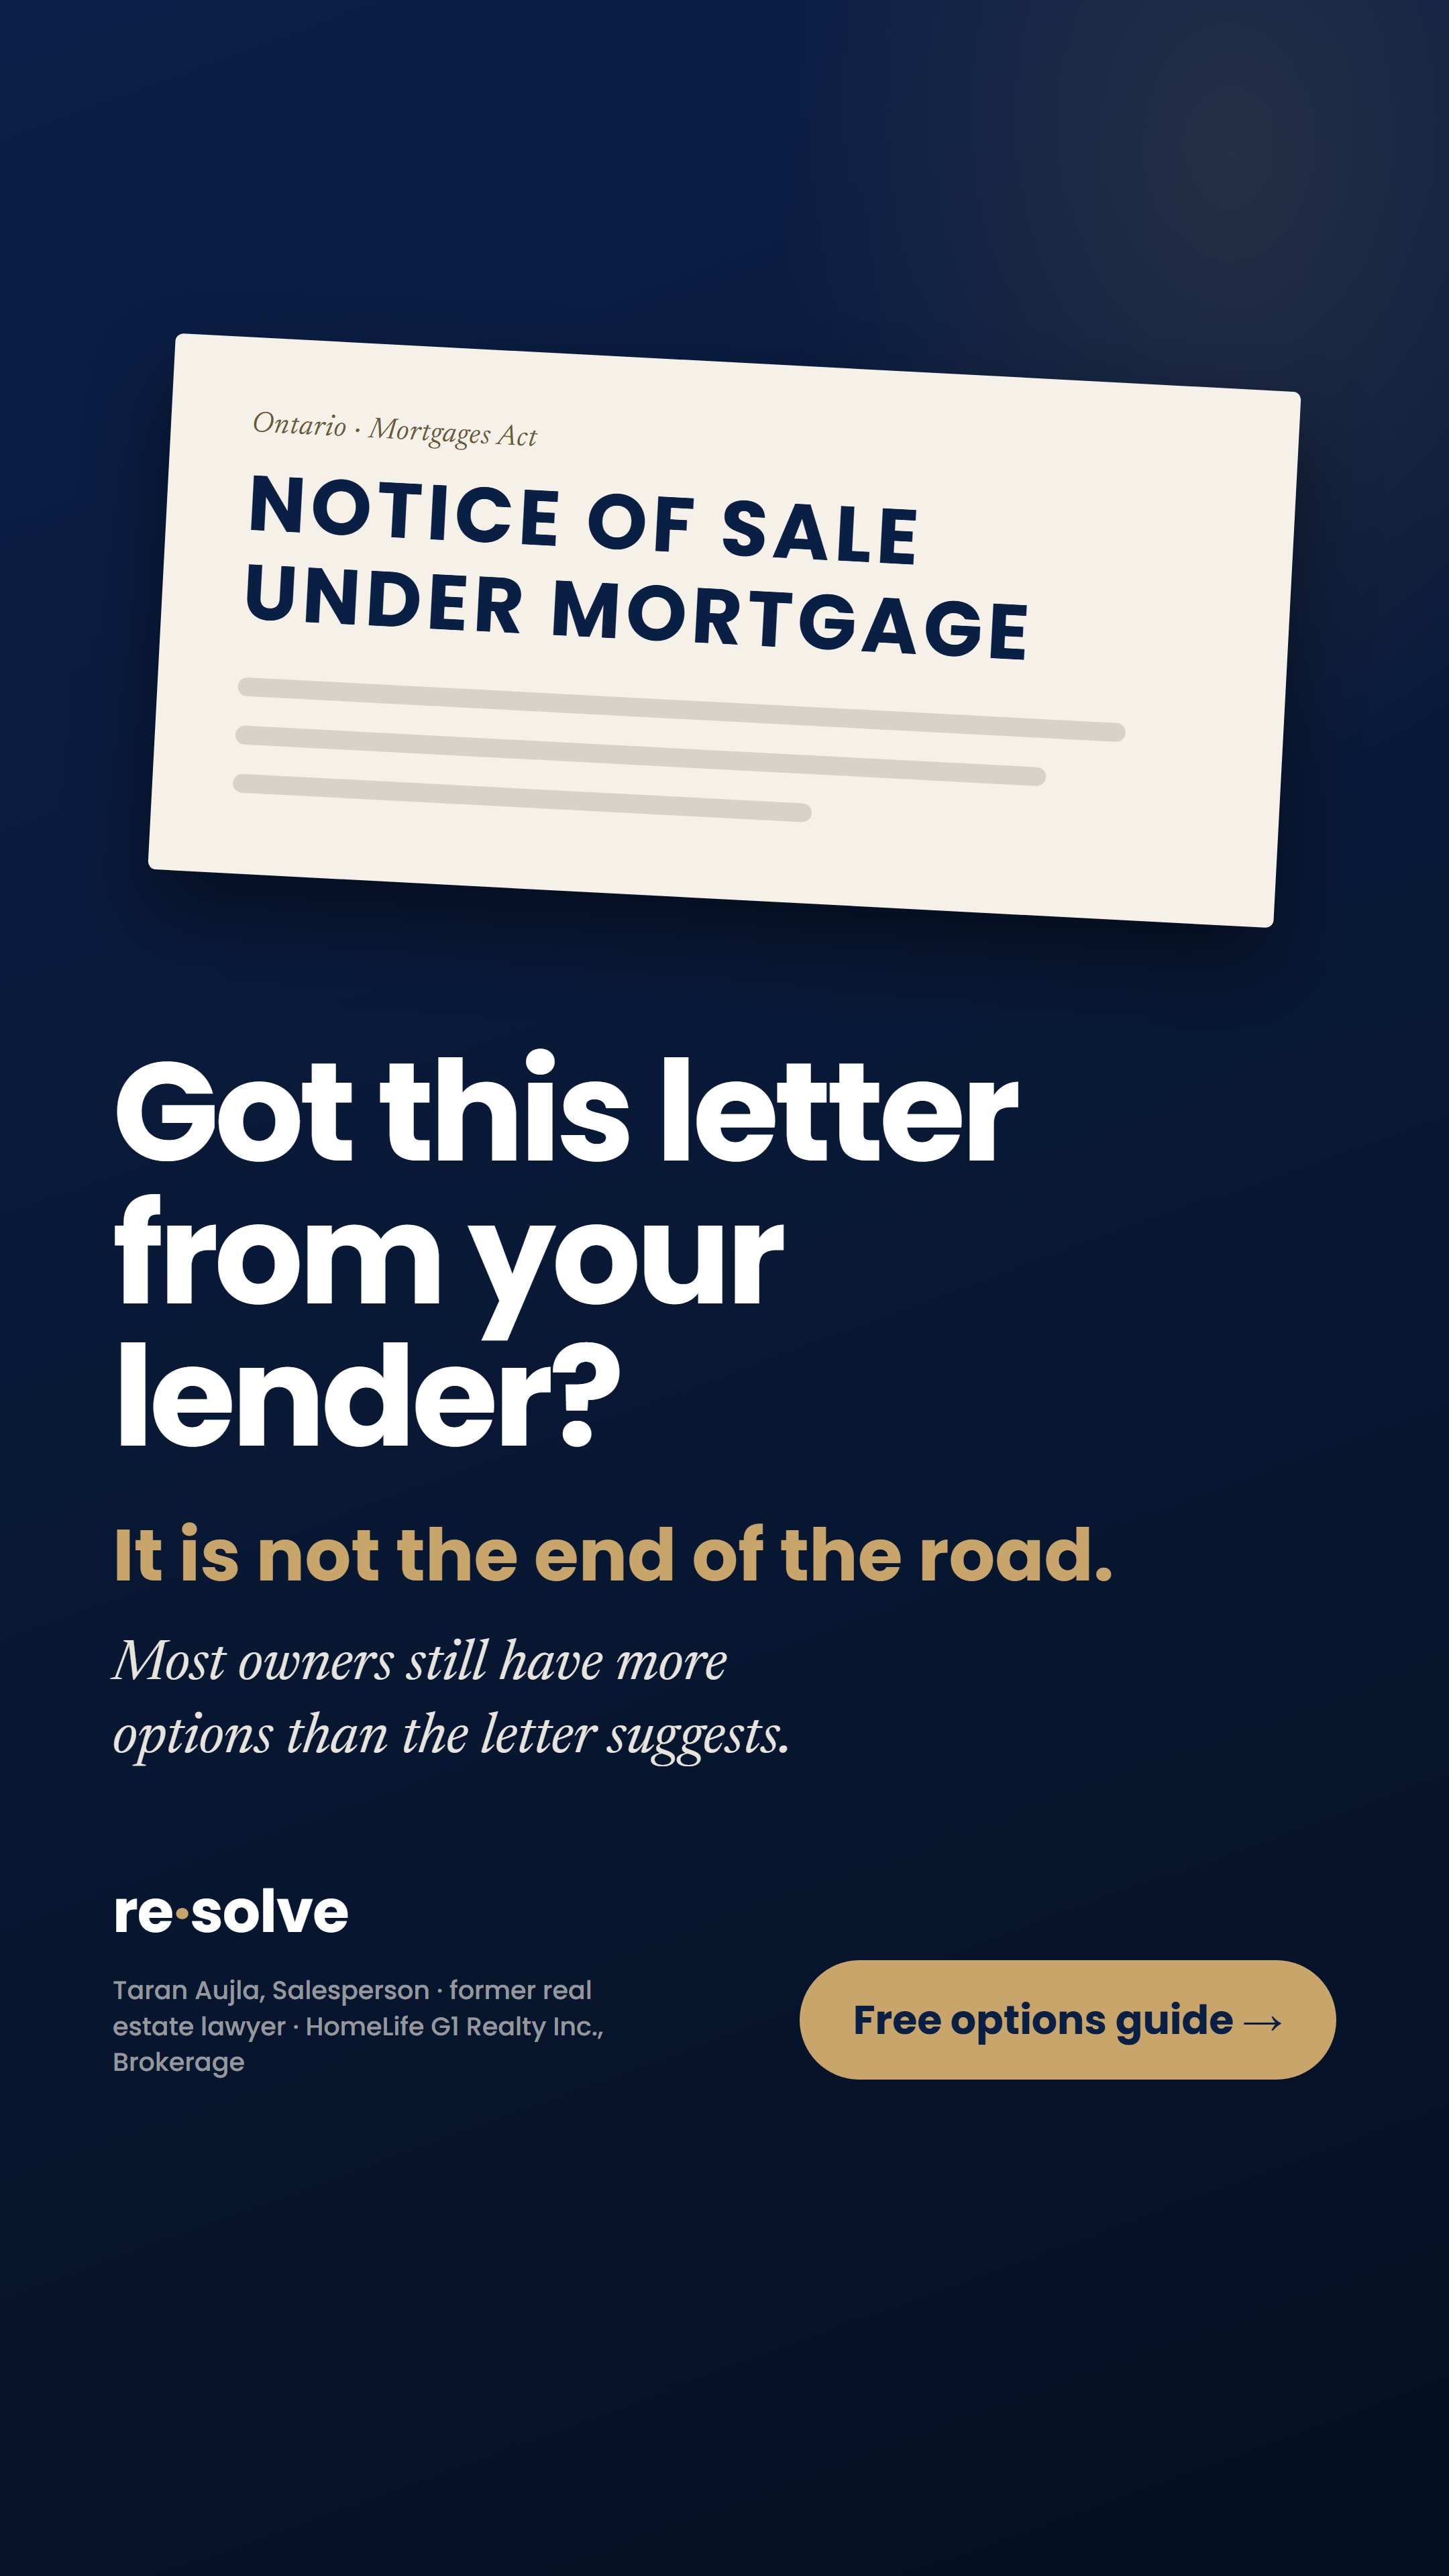 Ontario · Mortgages Act
NOTICE OF SALE
UNDER MORTGAGE
Got this letter
from your
lender?
It is not the end of the road.
Most owners still have more
options than the letter suggests.
re·solve
Taran Aujla, Salesperson · former real
estate lawyer · HomeLife G1 Realty Inc.,
Brokerage
Free options guide →